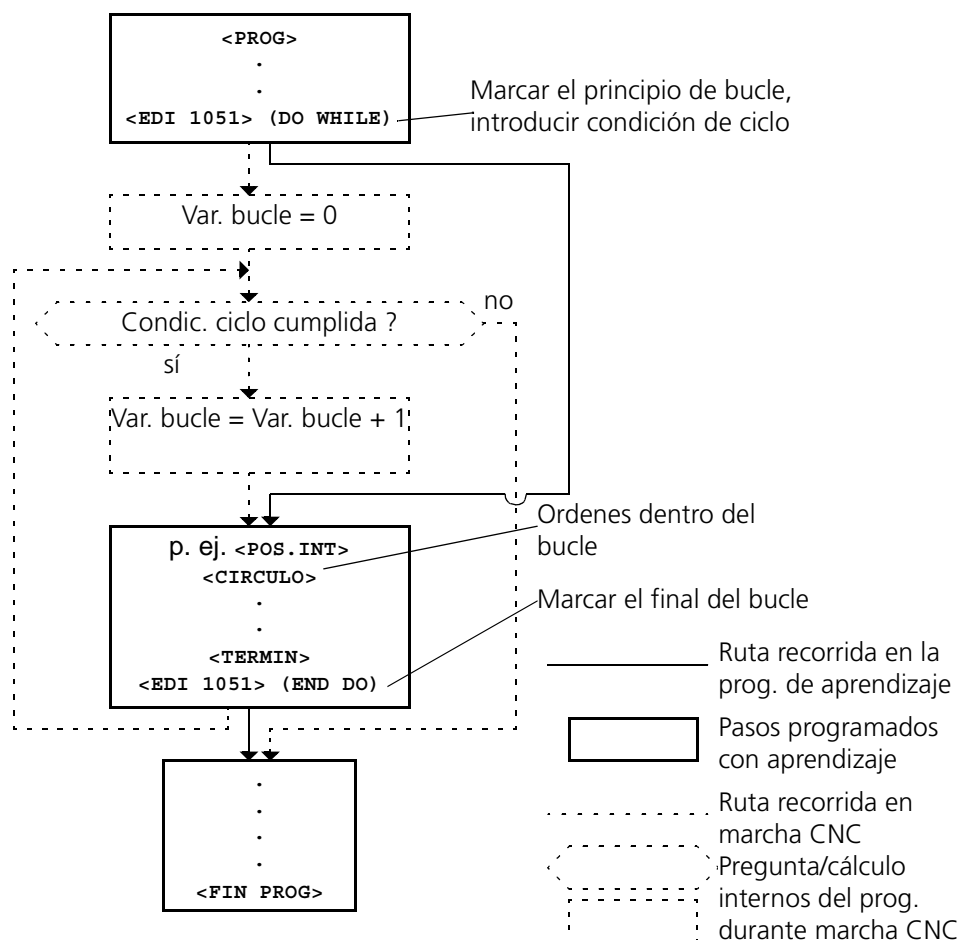 <PROG>
.
.
<EDI 1051> (DO WHILE)
Marcar el principio de bucle,
introducir condición de ciclo
Var. bucle = 0
Condic. ciclo cumplida ?
no
sí
Var. bucle = Var. bucle + 1
p. ej. <POS.INT>
<CIRCULO>
.
.
<TERMIN>
<EDI 1051> (END DO)
Ordenes dentro del
bucle
Marcar el final del bucle
.
.
.
.
<FIN PROG>
Ruta recorrida en la
prog. de aprendizaje
Pasos programados
con aprendizaje
Ruta recorrida en
marcha CNC
Pregunta/cálculo
internos del prog.
durante marcha CNC